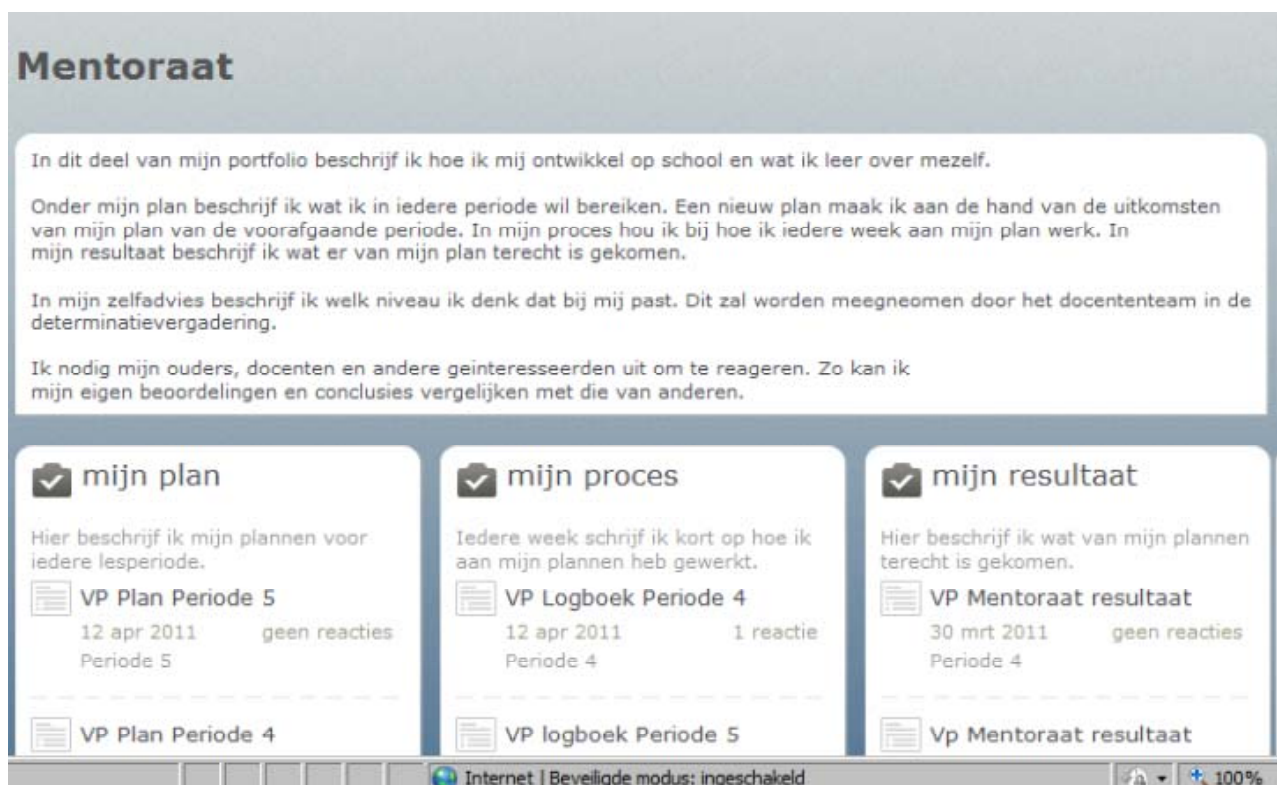 Mentoraat
In dit deel van mijn portfolio beschrijf ik hoe ik mij ontwikkel op school en wat ik leer over mezelf.
Onder mijn plan beschrijf ik wat ik in iedere periode wil bereiken. Een nieuw plan maak ik aan de hand van de uitkomsten
van mijn plan van de voorafgaande periode. In mijn proces hou ik bij hoe ik iedere week aan mijn plan werk. In
mijn resultaat beschrijf ik wat er van mijn plan terecht is gekomen.
In mijn zelfadvies beschrijf ik welk niveau ik denk dat bij mij past. Dit zal worden meegneomen door het docententeam in de
determinatievergadering.
Ik nodig mijn ouders, docenten en andere geinteresseerden uit om te reageren. Zo kan ik
mijn eigen beoordelingen en conclusies vergelijken met die van anderen.
mijn plan
Hier beschrijf ik mijn plannen voor
iedere lesperiode.
VP Plan Periode 5
12 apr 2011 geen reacties
Periode 5
VP Plan Periode 4
mijn proces
Iedere week schrijf ik kort op hoe ik
aan mijn plannen heb gewerkt.
VP Logboek Periode 4
12 apr 2011 1 reactie
Periode 4
VP logboek Periode 5
mijn resultaat
Hier beschrijf ik wat van mijn plannen
terecht is gekomen.
VP Mentoraat resultaat
30 mrt 2011 geen reacties
Periode 4
Vp Mentoraat resultaat
Internet | Beveiligde modus: ingeschakeld
100%